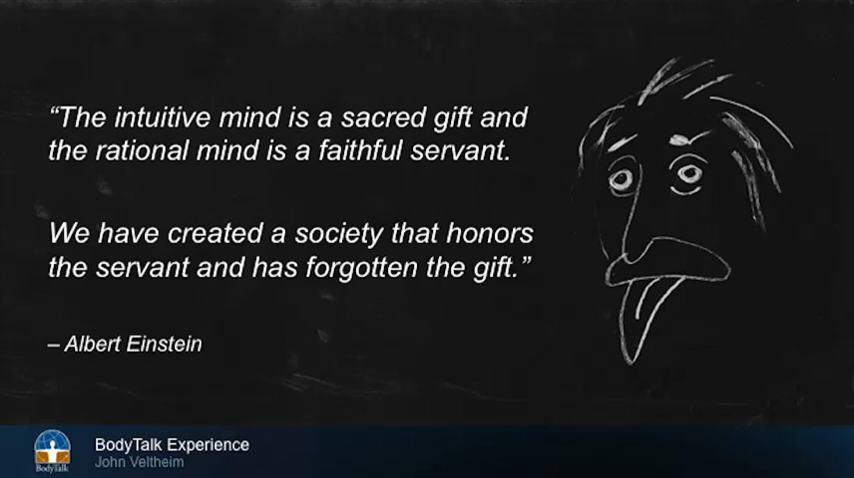 “The intuitive mind is a sacred gift and
the rational mind is a faithful servant.
We have created a society that honors
the servant and has forgotten the gift.”
– Albert Einstein
BodyTalk
BodyTalk Experience
John Veltheim